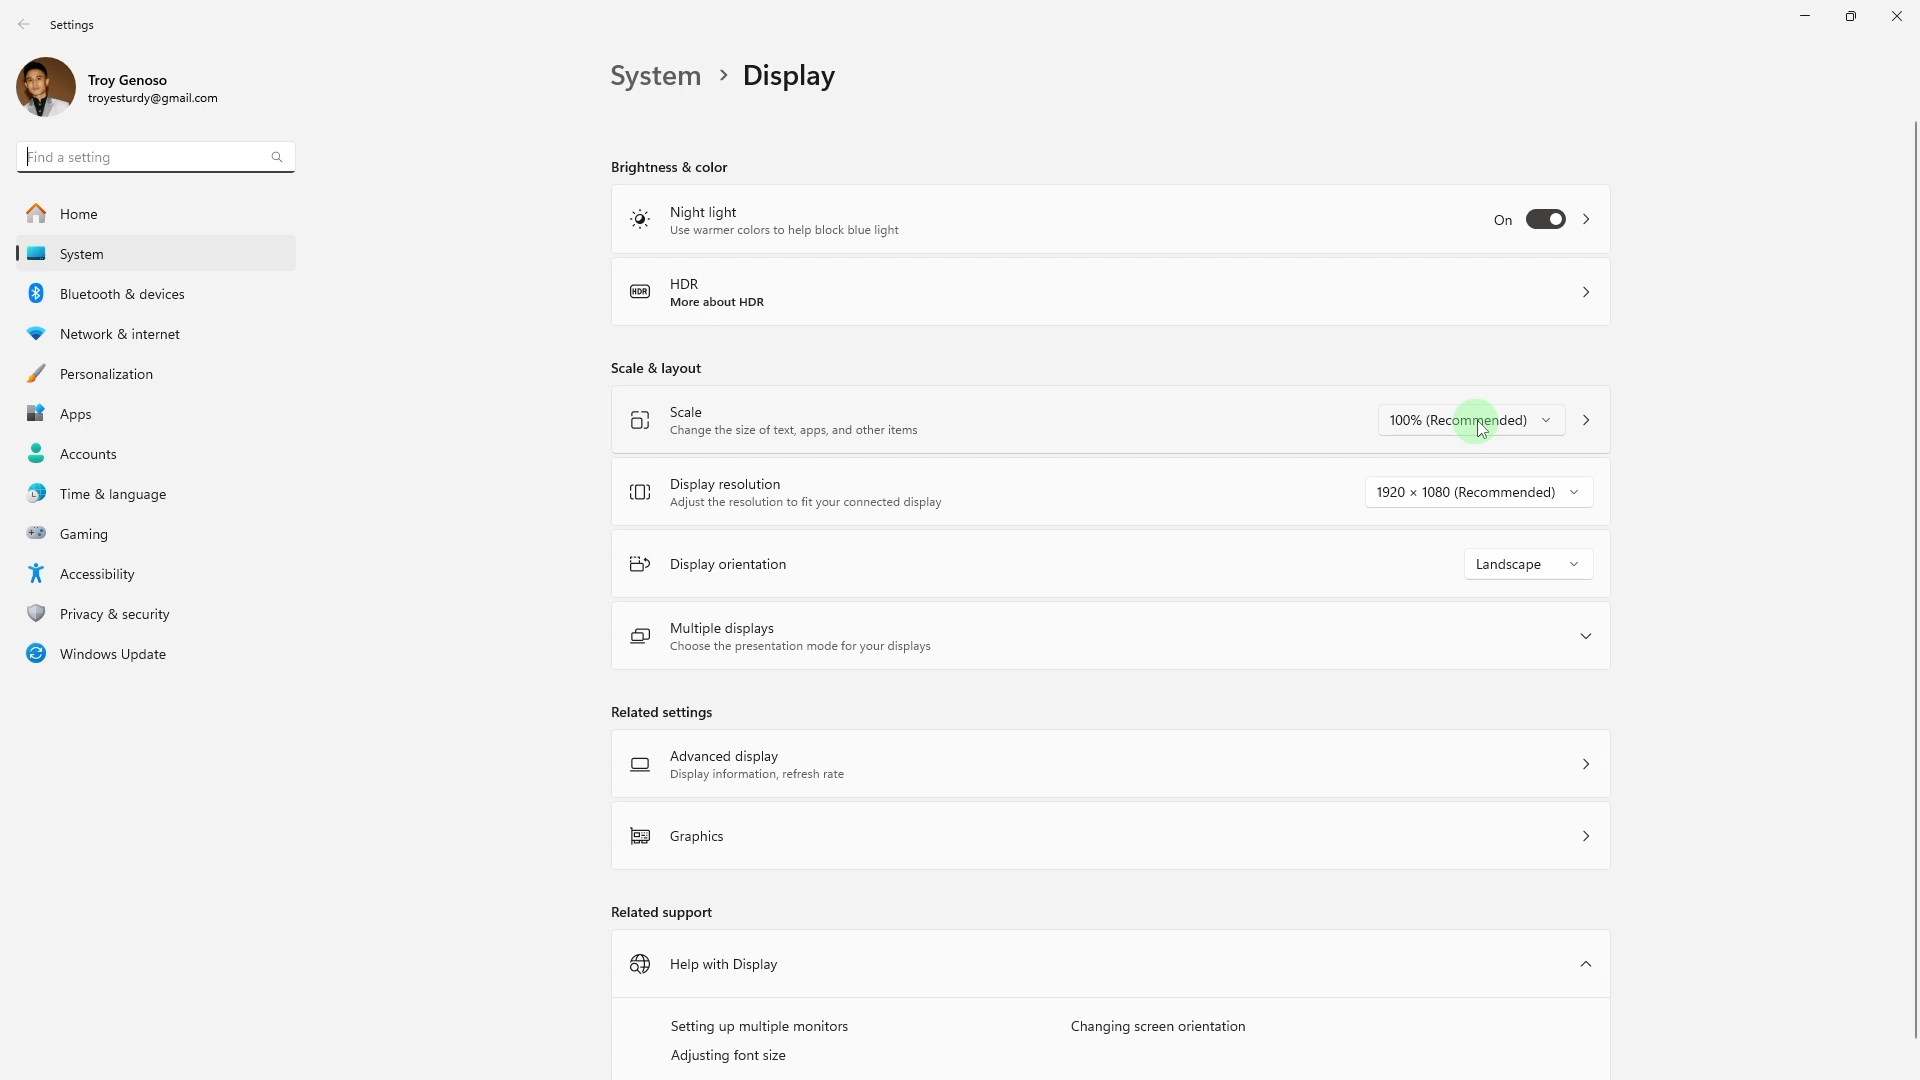 Settings
Troy Genoso
troyesturdy@gmail.com
Find a setting
Home
System
Bluetooth & devices
Network & internet
Personalization
Apps
Accounts
Time & language
Gaming
Accessibility
Privacy & security
Windows Update
System > Display
Brightness & color
Night light
Use warmer colors to help block blue light
On
HDR
HDR
More about HDR
Scale & layout
Scale
Change the size of text, apps, and other items
100% (Recommended)
Display resolution
Adjust the resolution to fit your connected display
1920 × 1080 (Recommended)
Display orientation
Landscape
Multiple displays
Choose the presentation mode for your displays
Related settings
Advanced display
Display information, refresh rate
Graphics
Related support
Help with Display
Setting up multiple monitors
Changing screen orientation
Adjusting font size